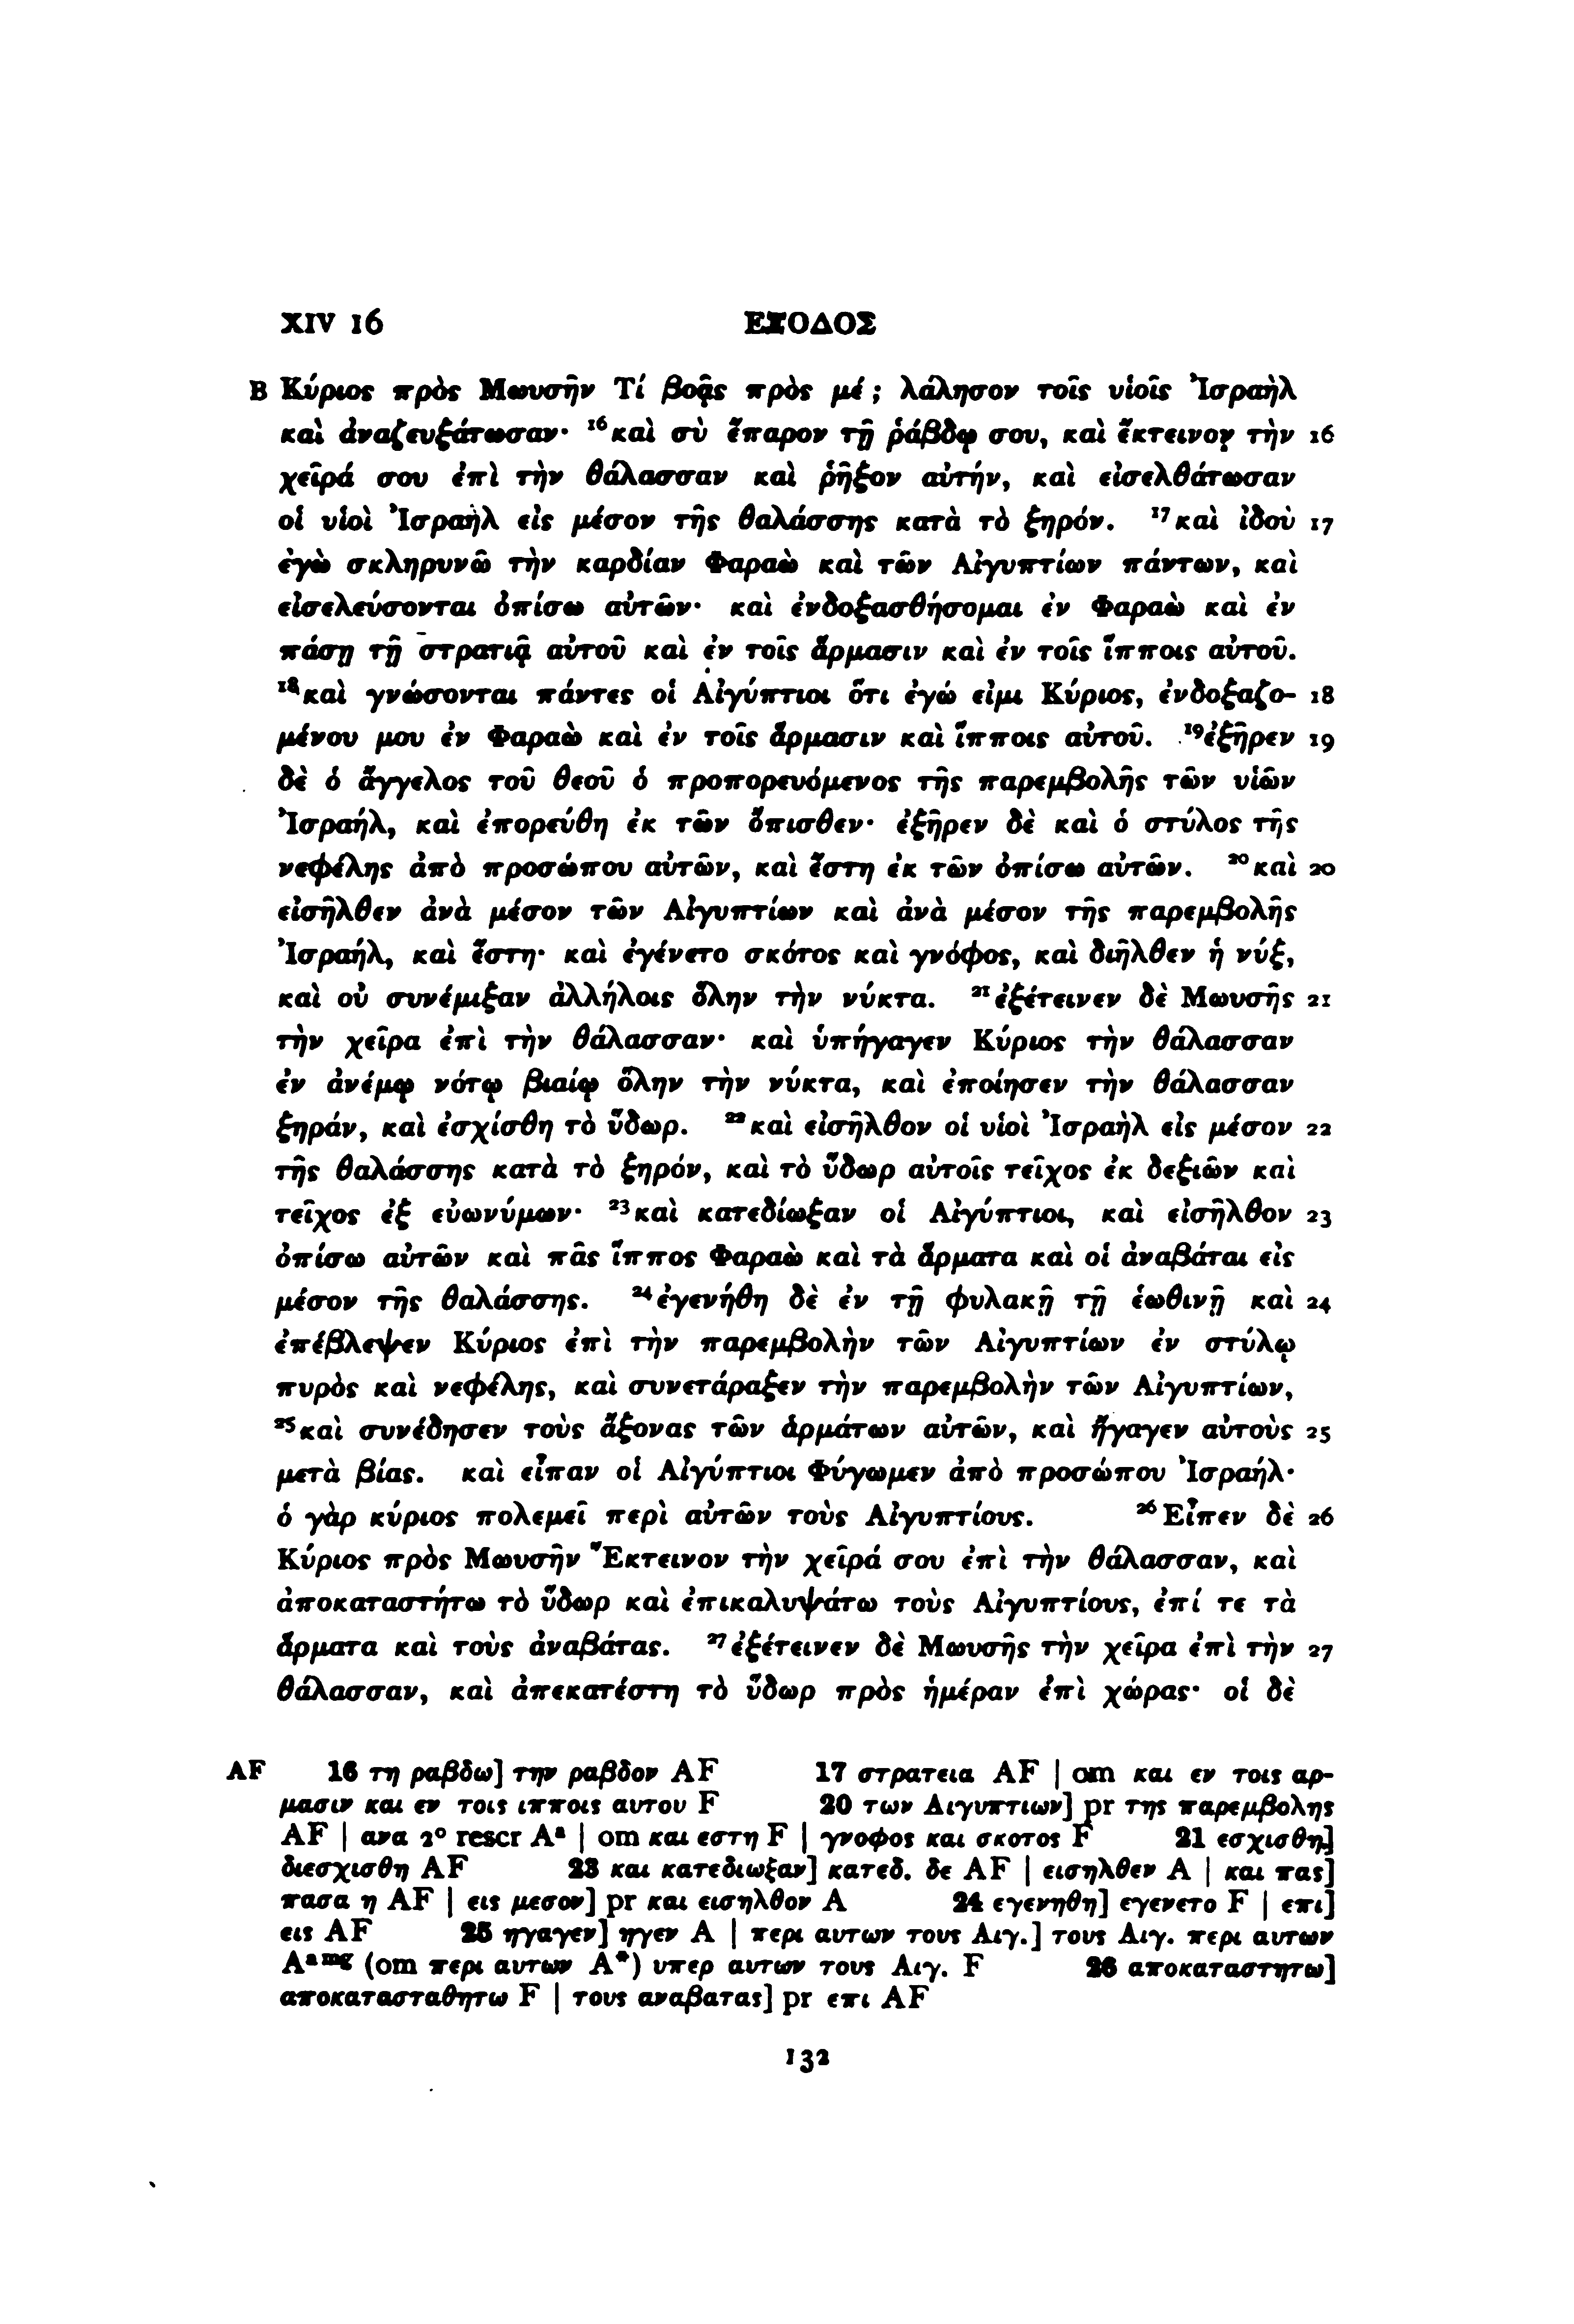 XIV 16 ΕΞΟΔΟΣ
B Κύριος πρὸς Μωυσῆν Τί βοᾷς πρὸς μέ; λάλησον τοῖς υἱοῖς Ἰσραὴλ
καὶ ἀναζευξάτωσαν· ¹⁶καὶ σὺ ἔπαρον τῇ ῥάβδῳ σου, καὶ ἔκτεινον τὴν 16
χεῖρά σου ἐπὶ τὴν θάλασσαν καὶ ῥῆξον αὐτήν, καὶ εἰσελθάτωσαν
οἱ υἱοὶ Ἰσραὴλ εἰς μέσον τῆς θαλάσσης κατὰ τὸ ξηρόν. ¹⁷καὶ ἰδοὺ 17
ἐγὼ σκληρυνῶ τὴν καρδίαν Φαραὼ καὶ τῶν Αἰγυπτίων πάντων, καὶ
εἰσελεύσονται ὀπίσω αὐτῶν· καὶ ἐνδοξασθήσομαι ἐν Φαραὼ καὶ ἐν
πάσῃ τῇ στρατιᾷ αὐτοῦ καὶ ἐν τοῖς ἅρμασιν καὶ ἐν τοῖς ἵπποις αὐτοῦ.
¹⁸καὶ γνώσονται πάντες οἱ Αἰγύπτιοι ὅτι ἐγώ εἰμι Κύριος, ἐνδοξαζο- 18
μένου μου ἐν Φαραὼ καὶ ἐν τοῖς ἅρμασιν καὶ ἵπποις αὐτοῦ. ¹⁹ἐξῆρεν 19
δὲ ὁ ἄγγελος τοῦ θεοῦ ὁ προπορευόμενος τῆς παρεμβολῆς τῶν υἱῶν
Ἰσραήλ, καὶ ἐπορεύθη ἐκ τῶν ὄπισθεν· ἐξῆρεν δὲ καὶ ὁ στύλος τῆς
νεφέλης ἀπὸ προσώπου αὐτῶν, καὶ ἔστη ἐκ τῶν ὀπίσω αὐτῶν. ²⁰καὶ 20
εἰσῆλθεν ἀνὰ μέσον τῶν Αἰγυπτίων καὶ ἀνὰ μέσον τῆς παρεμβολῆς
Ἰσραήλ, καὶ ἔστη· καὶ ἐγένετο σκότος καὶ γνόφος, καὶ διῆλθεν ἡ νύξ,
καὶ οὐ συνέμιξαν ἀλλήλοις ὅλην τὴν νύκτα. ²¹ἐξέτεινεν δὲ Μωυσῆς 21
τὴν χεῖρα ἐπὶ τὴν θάλασσαν· καὶ ὑπήγαγεν Κύριος τὴν θάλασσαν
ἐν ἀνέμῳ νότῳ βιαίῳ ὅλην τὴν νύκτα, καὶ ἐποίησεν τὴν θάλασσαν
ξηράν, καὶ ἐσχίσθη τὸ ὕδωρ. ²²καὶ εἰσῆλθον οἱ υἱοὶ Ἰσραὴλ εἰς μέσον 22
τῆς θαλάσσης κατὰ τὸ ξηρόν, καὶ τὸ ὕδωρ αὐτοῖς τεῖχος ἐκ δεξιῶν καὶ
τεῖχος ἐξ εὐωνύμων· ²³καὶ κατεδίωξαν οἱ Αἰγύπτιοι, καὶ εἰσῆλθον 23
ὀπίσω αὐτῶν καὶ πᾶς ἵππος Φαραὼ καὶ τὰ ἅρματα καὶ οἱ ἀναβάται εἰς
μέσον τῆς θαλάσσης. ²⁴ἐγενήθη δὲ ἐν τῇ φυλακῇ τῇ ἑωθινῇ καὶ 24
ἐπέβλεψεν Κύριος ἐπὶ τὴν παρεμβολὴν τῶν Αἰγυπτίων ἐν στύλῳ
πυρὸς καὶ νεφέλης, καὶ συνετάραξεν τὴν παρεμβολὴν τῶν Αἰγυπτίων,
²⁵καὶ συνέδησεν τοὺς ἄξονας τῶν ἁρμάτων αὐτῶν, καὶ ἤγαγεν αὐτοὺς 25
μετὰ βίας. καὶ εἶπαν οἱ Αἰγύπτιοι Φύγωμεν ἀπὸ προσώπου Ἰσραήλ·
ὁ γὰρ κύριος πολεμεῖ περὶ αὐτῶν τοὺς Αἰγυπτίους. ²⁶Εἶπεν δὲ 26
Κύριος πρὸς Μωυσῆν Ἔκτεινον τὴν χεῖρά σου ἐπὶ τὴν θάλασσαν, καὶ
ἀποκαταστήτω τὸ ὕδωρ καὶ ἐπικαλυψάτω τοὺς Αἰγυπτίους, ἐπί τε τὰ
ἅρματα καὶ τοὺς ἀναβάτας. ²⁷ἐξέτεινεν δὲ Μωυσῆς τὴν χεῖρα ἐπὶ τὴν 27
θάλασσαν, καὶ ἀπεκατέστη τὸ ὕδωρ πρὸς ἡμέραν ἐπὶ χώρας· οἱ δὲ
AF 16 τη ραβδω] την ραβδον AF 17 στρατεια AF | om και εν τοις αρ-
μασιν και εν τοις ιπποις αυτου F 20 των Αιγυπτιων] pr της παρεμβολης
AF | ανα 2° rescr Aᵃ | om και εστη F | γνοφος και σκοτος F 21 εσχισθη]
διεσχισθη AF 23 και κατεδιωξαν] κατεδ. δε AF | εισηλθεν A | και πας]
πασα η AF | εις μεσον] pr και εισηλθον A 24 εγενηθη] εγενετο F | επι]
εις AF 25 ηγαγεν] ηγεν A | περι αυτων τους Αιγ.] τους Αιγ. περι αυτων
Aᵃᵐᵍ (om περι αυτων A*) υπερ αυτων τους Αιγ. F 26 αποκαταστητω]
αποκατασταθητω F | τους αναβατας] pr επι AF
132